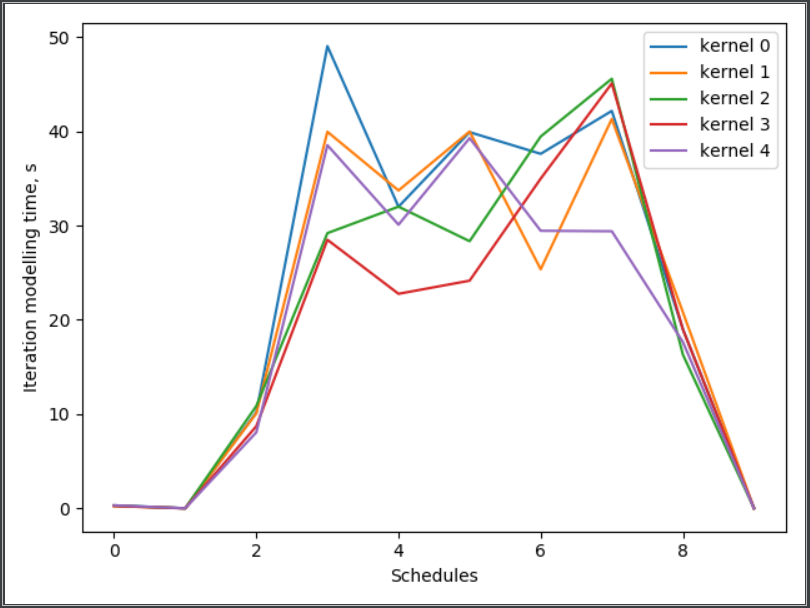 50
40
30
20
10
0
Iteration modelling time, s
kernel 0
kernel 1
kernel 2
kernel 3
kernel 4
0 2 4 6 8
Schedules